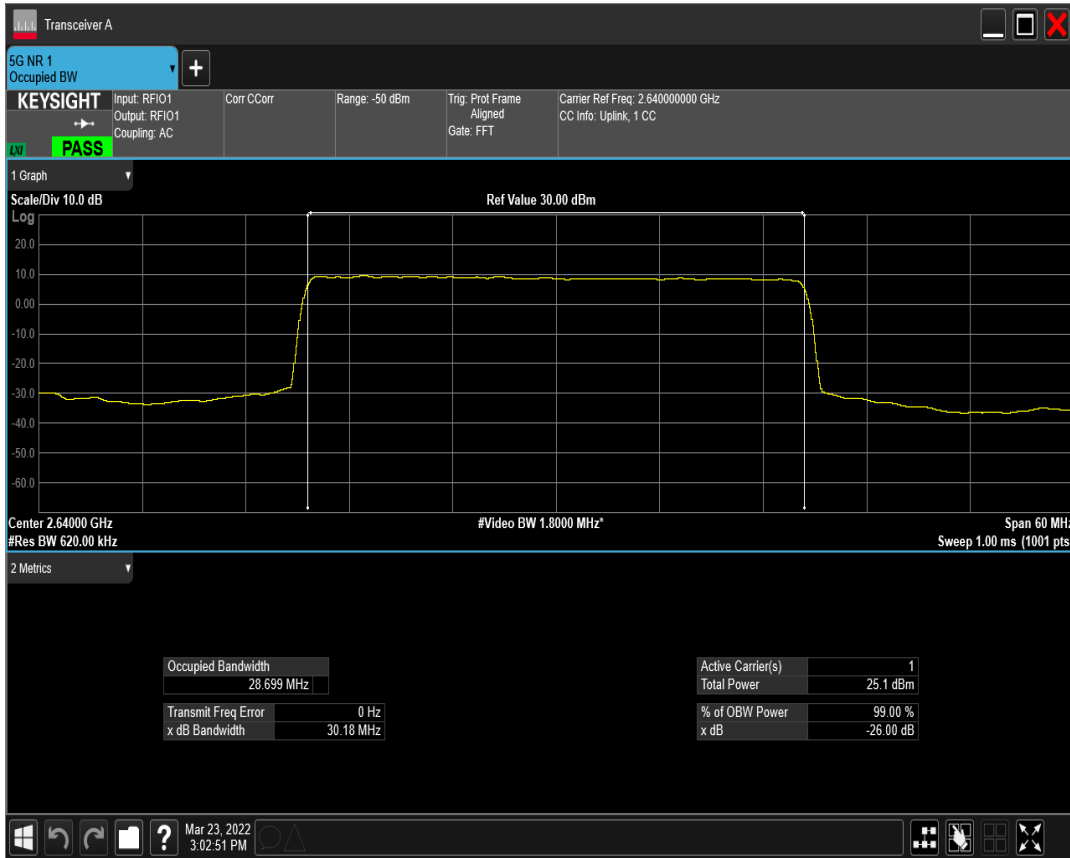 Transceiver A
5G NR 1
Occupied BW
KEYSIGHT
LXI
PASS
Input: RFIO1
Output: RFIO1
Coupling: AC
Corr CCorr
Range: -50 dBm
Trig: Prot Frame
Aligned
Gate: FFT
Carrier Ref Freq: 2.640000000 GHz
CC Info: Uplink, 1 CC
1 Graph
Scale/Div 10.0 dB
Ref Value 30.00 dBm
Log
20.0
10.0
0.00
-10.0
-20.0
-30.0
-40.0
-50.0
-60.0
Center 2.64000 GHz
#Video BW 1.8000 MHz*
Span 60 MHz
#Res BW 620.00 kHz
Sweep 1.00 ms (1001 pts
2 Metrics
Occupied Bandwidth
28.699 MHz
Transmit Freq Error 0 Hz
x dB Bandwidth 30.18 MHz
Active Carrier(s) 1
Total Power 25.1 dBm
% of OBW Power 99.00 %
x dB -26.00 dB
?
Mar 23, 2022
3:02:51 PM